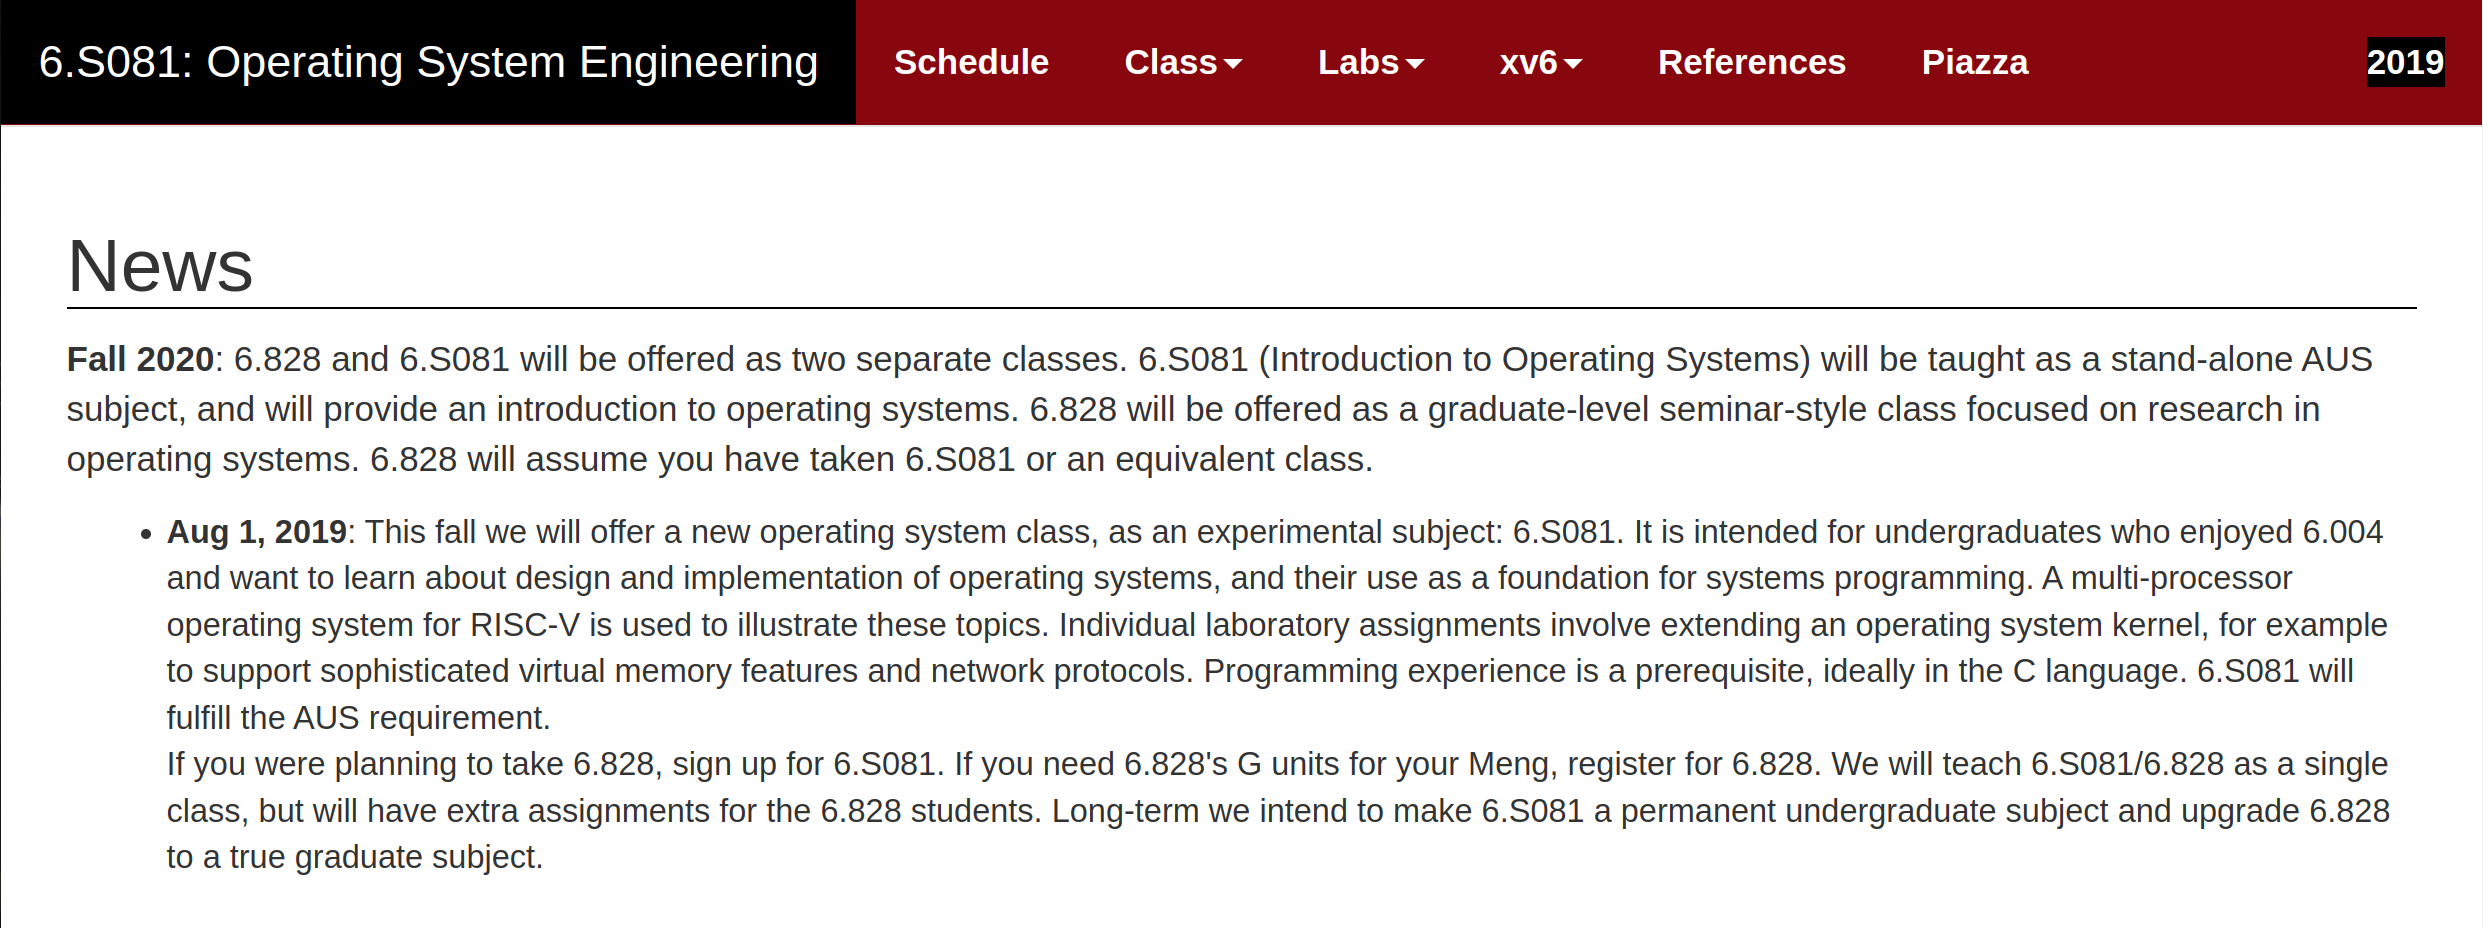 6.S081: Operating System Engineering Schedule Class Labs xv6 References Piazza 2019
News
Fall 2020: 6.828 and 6.S081 will be offered as two separate classes. 6.S081 (Introduction to Operating Systems) will be taught as a stand-alone AUS
subject, and will provide an introduction to operating systems. 6.828 will be offered as a graduate-level seminar-style class focused on research in
operating systems. 6.828 will assume you have taken 6.S081 or an equivalent class.
• Aug 1, 2019: This fall we will offer a new operating system class, as an experimental subject: 6.S081. It is intended for undergraduates who enjoyed 6.004
and want to learn about design and implementation of operating systems, and their use as a foundation for systems programming. A multi-processor
operating system for RISC-V is used to illustrate these topics. Individual laboratory assignments involve extending an operating system kernel, for example
to support sophisticated virtual memory features and network protocols. Programming experience is a prerequisite, ideally in the C language. 6.S081 will
fulfill the AUS requirement.
If you were planning to take 6.828, sign up for 6.S081. If you need 6.828's G units for your Meng, register for 6.828. We will teach 6.S081/6.828 as a single
class, but will have extra assignments for the 6.828 students. Long-term we intend to make 6.S081 a permanent undergraduate subject and upgrade 6.828
to a true graduate subject.